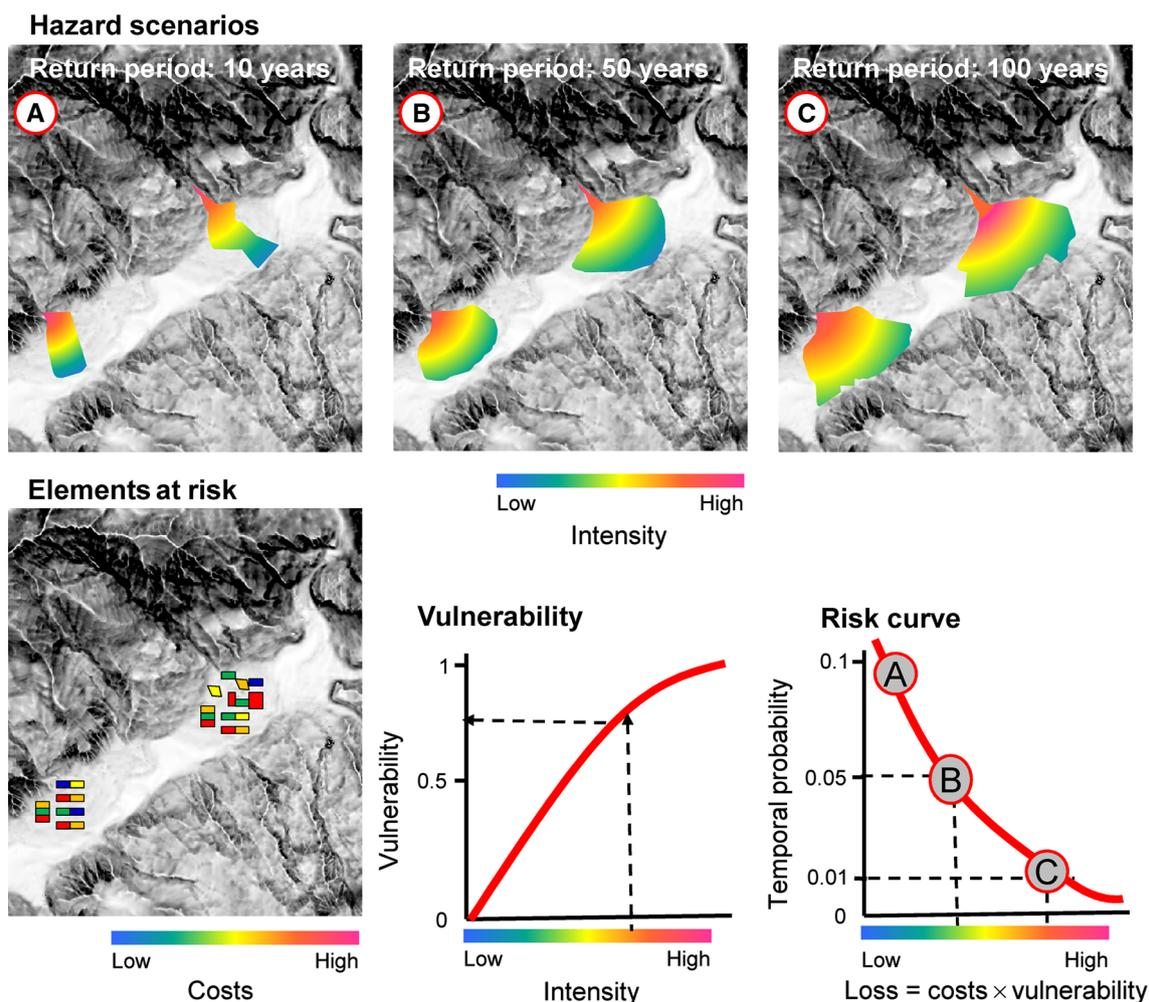 Hazard scenarios
Return period: 10 years
Return period: 50 years
Return period: 100 years
A
B
C
Low
High
Intensity
Elements at risk
Low
High
Costs
Vulnerability
1
0.5
0
Vulnerability
Low
High
Intensity
Risk curve
0.1
0.05
0.01
0
Temporal probability
A
B
C
Low
High
Loss = costs × vulnerability